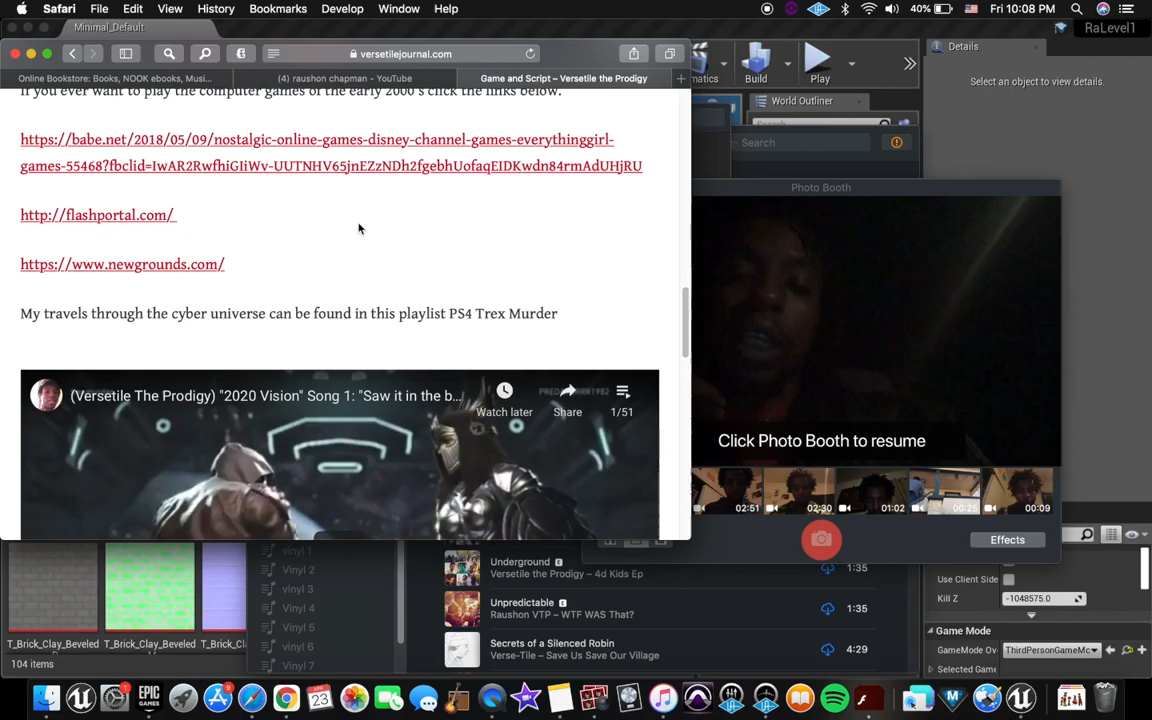 Safari File Edit View History Bookmarks Develop Window Help
40% Fri 10:08 PM
Minimal_Default
RaLevel1
versetilejournal.com
Online Bookstore: Books, NOOK ebooks, Musi...
(4) raushon chapman - YouTube
Game and Script – Versetile the Prodigy
matics
Build
Play
Details
Select an object to view details.
World Outliner
Search
If you ever want to play the computer games of the early 2000's click the links below.
https://babe.net/2018/05/09/nostalgic-online-games-disney-channel-games-everythinggirl-
games-55468?fbclid=IwAR2RwfhiGIiWv-UUTNHV65jnEZzNDh2fgebhUofaqEIDKwdn84rmAdUHjRU
http://flashportal.com/
https://www.newgrounds.com/
My travels through the cyber universe can be found in this playlist PS4 Trex Murder
(Versetile The Prodigy) "2020 Vision" Song 1: "Saw it in the b...
Watch later
Share
1/51
Photo Booth
Click Photo Booth to resume
02:51
02:30
01:02
00:09
Effects
T_Brick_Clay_Beveled
T_Brick_Clay_Beveled
T_Brick_Cl
104 items
vinyl 1
Vinyl 2
vinyl 3
Vinyl 4
Vinyl 5
vinyl 6
Vinyl 7
Underground E
Versetile the Prodigy – 4d Kids Ep
1:35
Unpredictable E
Raushon VTP – WTF WAS That?
1:35
Secrets of a Silenced Robin
Verse-Tile – Save Us Save Our Village
4:29
Use Client Side
Kill Z
-1048575.0
Game Mode
GameMode Ov
ThirdPersonGameMc
Selected Gam
APR
23
EPIC
GAMES